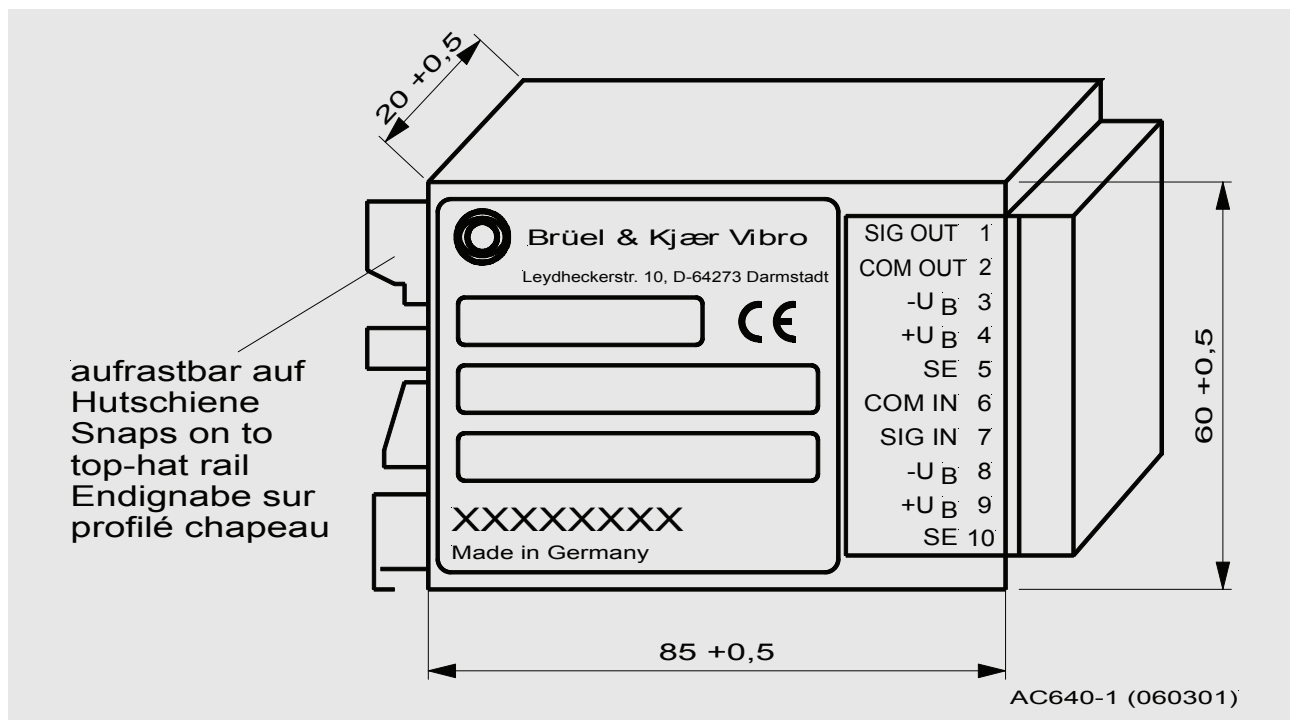 20 +0,5
Brüel & Kjær Vibro
Leydheckerstr. 10, D-64273 Darmstadt
CE
XXXXXXXX
Made in Germany
SIG OUT 1
COM OUT 2
-U B 3
+U B 4
SE 5
COM IN 6
SIG IN 7
-U B 8
+U B 9
SE 10
aufrastbar auf
Hutschiene
Snaps on to
top-hat rail
Endignabe sur
profilé chapeau
60 +0,5
85 +0,5
AC640-1 (060301)